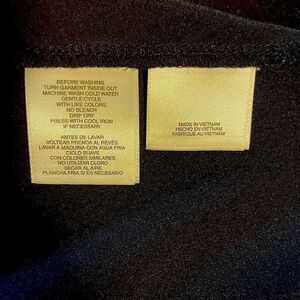 BEFORE WASHING
TURN GARMENT INSIDE OUT
MACHINE WASH COLD WATER
GENTLE CYCLE
WITH LIKE COLORS
NO BLEACH
DRIP DRY
PRESS WITH COOL IRON
IF NECESSARY
ANTES DE LAVAR
VOLTEAR PRENDA AL REVÉS
LAVAR A MÁQUINA CON AGUA FRIA
CICLO SUAVE
CON COLORES SIMILARES
NO UTILIZAR CLORO
SECAR AL AIRE
PLANCHA FRIA SI ES NECESARIO
MADE IN VIETNAM
HECHO EN VIETNAM
FABRIQUÉ AU VIETNAM